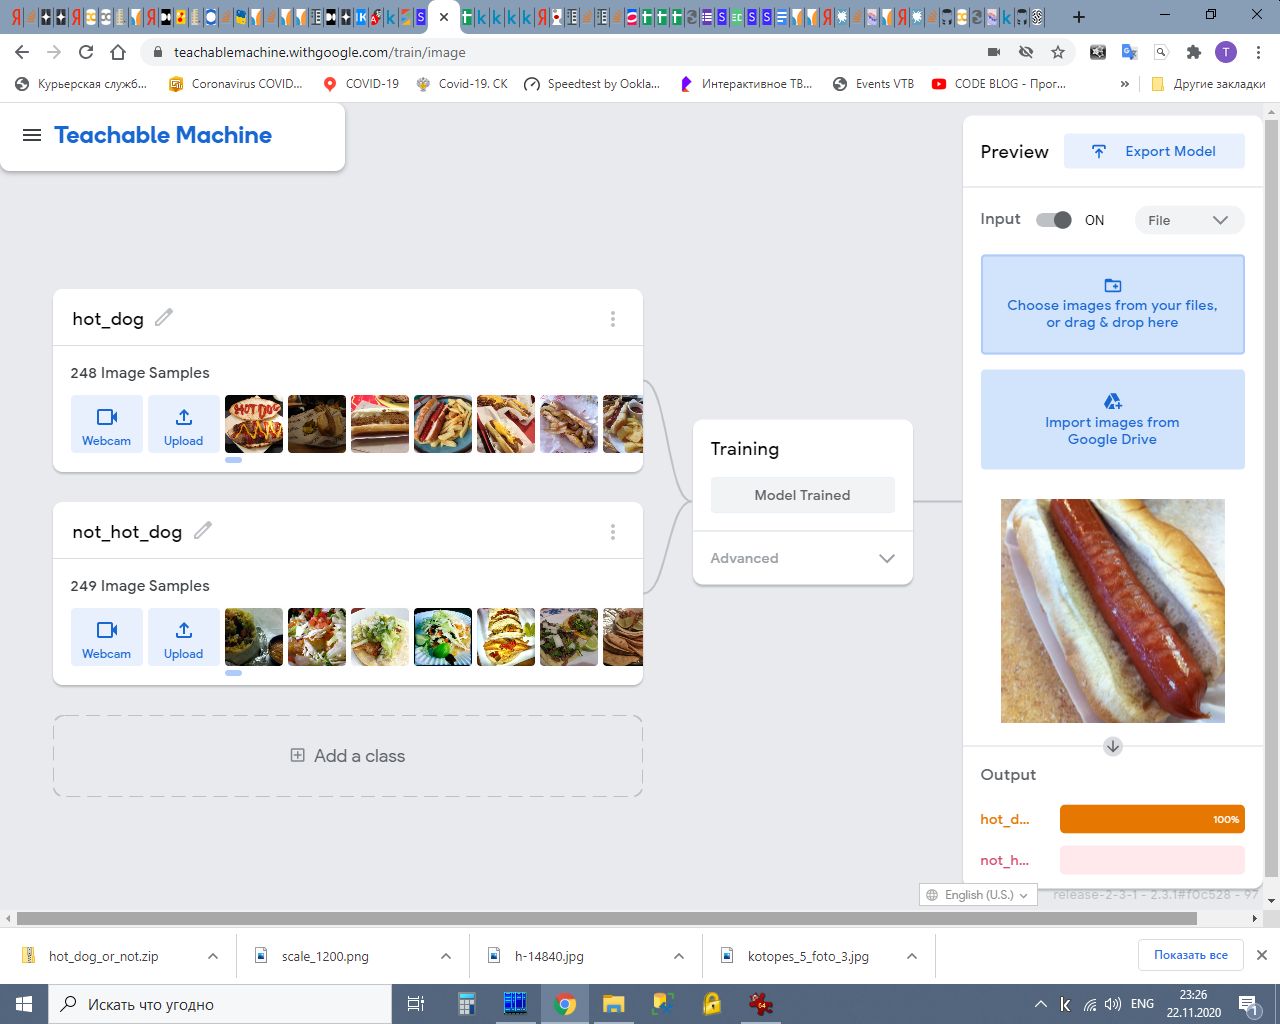 teachablemachine.withgoogle.com/train/image
T
Курьерская служб...
Coronavirus COVID...
COVID-19
Covid-19. СК
Speedtest by Ookla...
Интерактивное ТВ...
Events VTB
CODE BLOG - Прог...
»
Другие закладки
Teachable Machine
Preview
Export Model
Input
ON
File
Choose images from your files,
or drag & drop here
Import images from
Google Drive
hot_dog
248 Image Samples
Webcam
Upload
HOT DOG
not_hot_dog
249 Image Samples
Webcam
Upload
Add a class
Training
Model Trained
Advanced
Output
hot_d...
100%
not_h...
English (U.S.)
release-2-3-1 - 2.3.1#f0c528 - 97
hot_dog_or_not.zip
scale_1200.png
h-14840.jpg
kotopes_5_foto_3.jpg
Показать все
Искать что угодно
ENG
23:26
22.11.2020
1